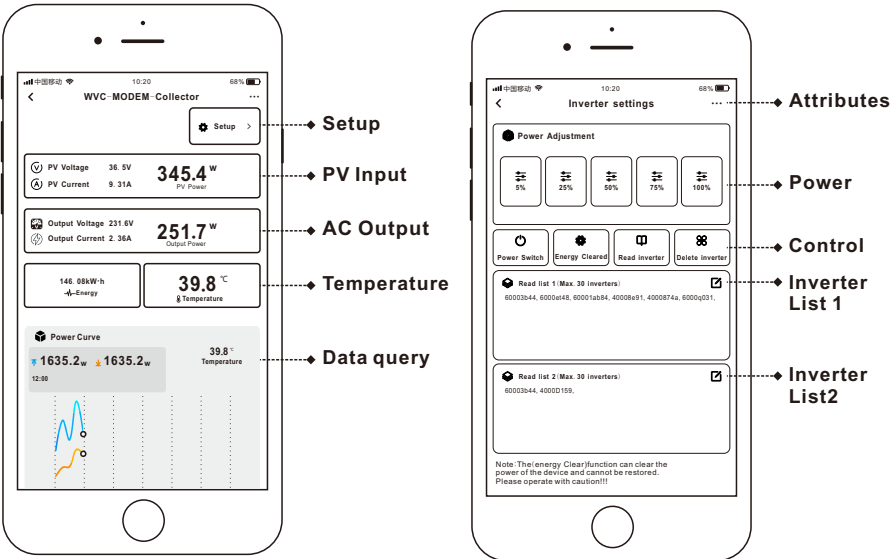 中国移动 10:20 68%
WVC-MODEM-Collector ...
Setup >
Setup
V PV Voltage 36. 5V
A PV Current 9. 31A
345.4 W
PV Power
PV Input
Output Voltage 231.6V
Output Current 2. 36A
251.7 W
Output Power
AC Output
146. 08kW·h
Energy
39.8 ℃
Temperature
Temperature
Power Curve
1635.2w 1635.2w
12:00
39.8 ℃
Temperature
Data query
中国移动 10:20 68%
Inverter settings ...
Attributes
Power Adjustment
5% 25% 50% 75% 100%
Power
Power Switch Energy Cleared Read inverter Delete inverter
Control
Read list 1(Max. 30 inverters)
60003b44, 6000et48, 60001ab84, 40008e91, 4000874a, 6000q031,
Inverter
List 1
Read list 2(Max. 30 inverters)
60003b44, 4000D159,
Inverter
List2
Note:The(energy Clear)function can clear the
power of the device and cannot be restored.
Please operate with caution!!!